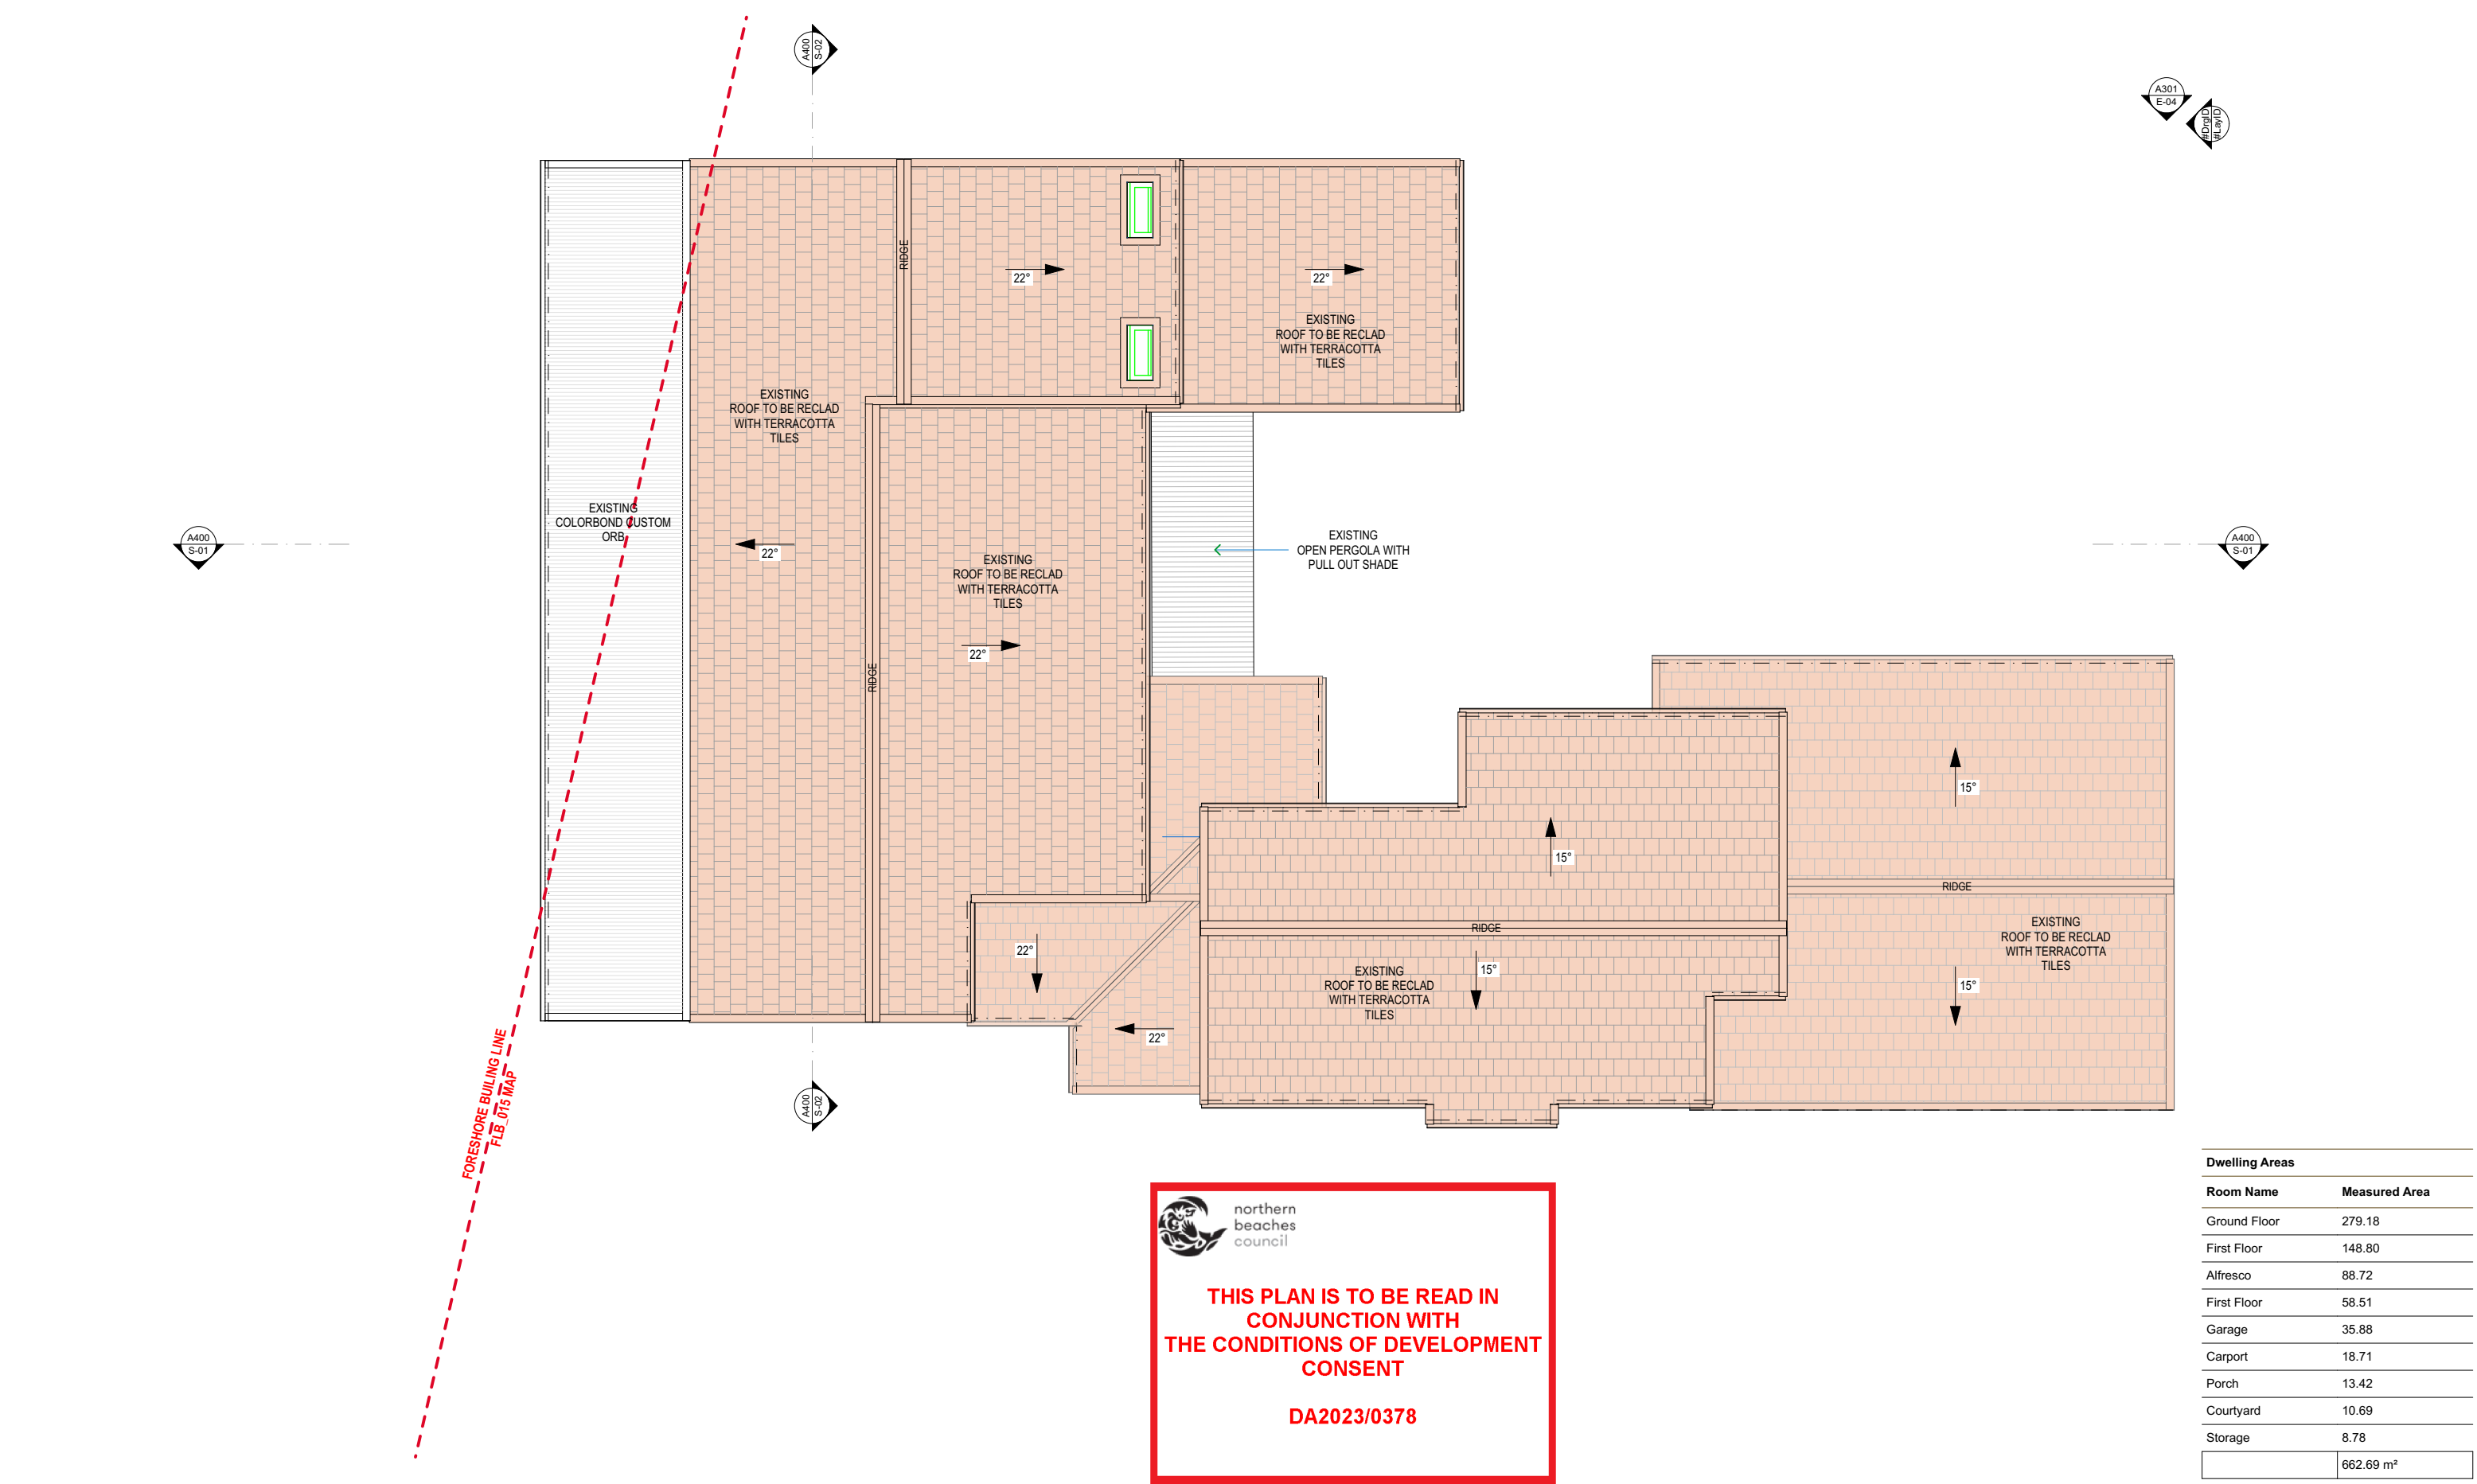 A400
S-02
A301
E-04
#DrgID
#LayID
RIDGE
22°
22°
EXISTING
ROOF TO BE RECLAD
WITH TERRACOTTA
TILES
EXISTING
ROOF TO BE RECLAD
WITH TERRACOTTA
TILES
EXISTING
COLORBOND CUSTOM
ORB
A400
S-01
22°
EXISTING
ROOF TO BE RECLAD
WITH TERRACOTTA
TILES
22°
EXISTING
OPEN PERGOLA WITH
PULL OUT SHADE
A400
S-01
RIDGE
15°
15°
RIDGE
RIDGE
22°
22°
EXISTING
ROOF TO BE RECLAD
WITH TERRACOTTA
TILES
15°
EXISTING
ROOF TO BE RECLAD
WITH TERRACOTTA
TILES
15°
FORESHORE BUILING LINE
FLB_015 MAP
A400
S-02
northern
beaches
council
THIS PLAN IS TO BE READ IN
CONJUNCTION WITH
THE CONDITIONS OF DEVELOPMENT
CONSENT
DA2023/0378
Dwelling Areas
Room Name Measured Area
Ground Floor 279.18
First Floor 148.80
Alfresco 88.72
First Floor 58.51
Garage 35.88
Carport 18.71
Porch 13.42
Courtyard 10.69
Storage 8.78
662.69 m²